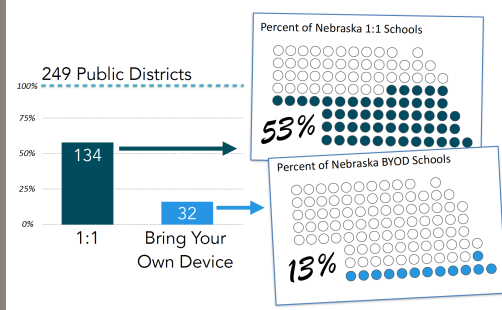 249 Public Districts
100%
75%
50%
25%
0%
134
32
1:1
Bring Your
Own Device
Percent of Nebraska 1:1 Schools
53%
Percent of Nebraska BYOD Schools
13%